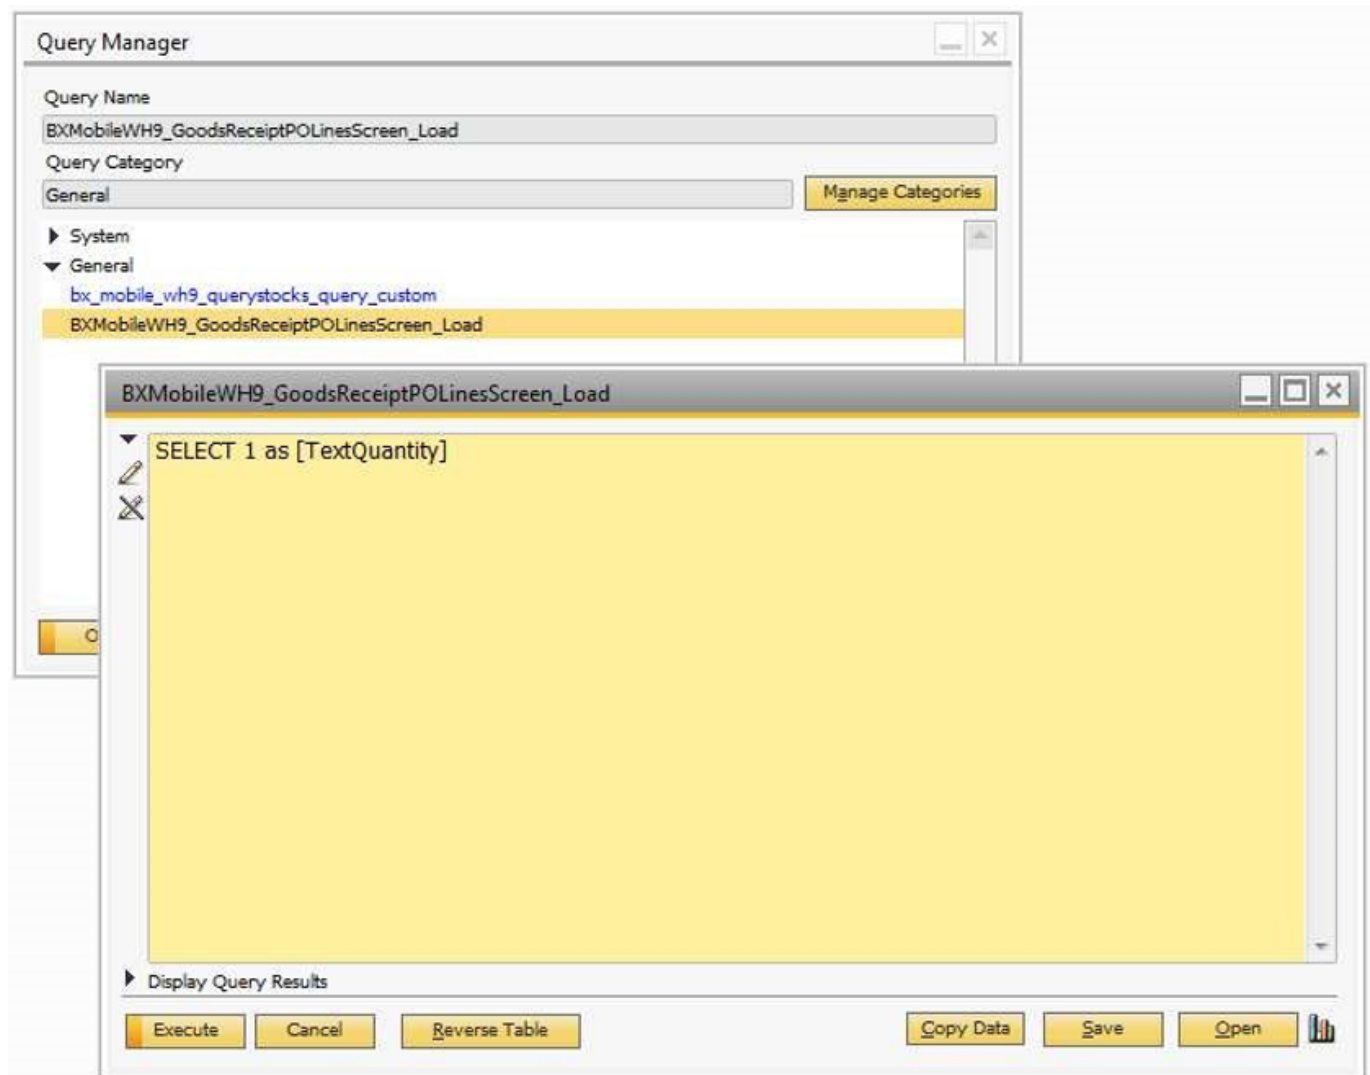 Query Manager
Query Name
BXMobileWH9_GoodsReceiptPOLinesScreen_Load
Query Category
General
Manage Categories
System
General
bx_mobile_wh9_querystocks_query_custom
BXMobileWH9_GoodsReceiptPOLinesScreen_Load
BXMobileWH9_GoodsReceiptPOLinesScreen_Load
SELECT 1 as [TextQuantity]
Display Query Results
Execute Cancel Reverse Table Copy Data Save Open